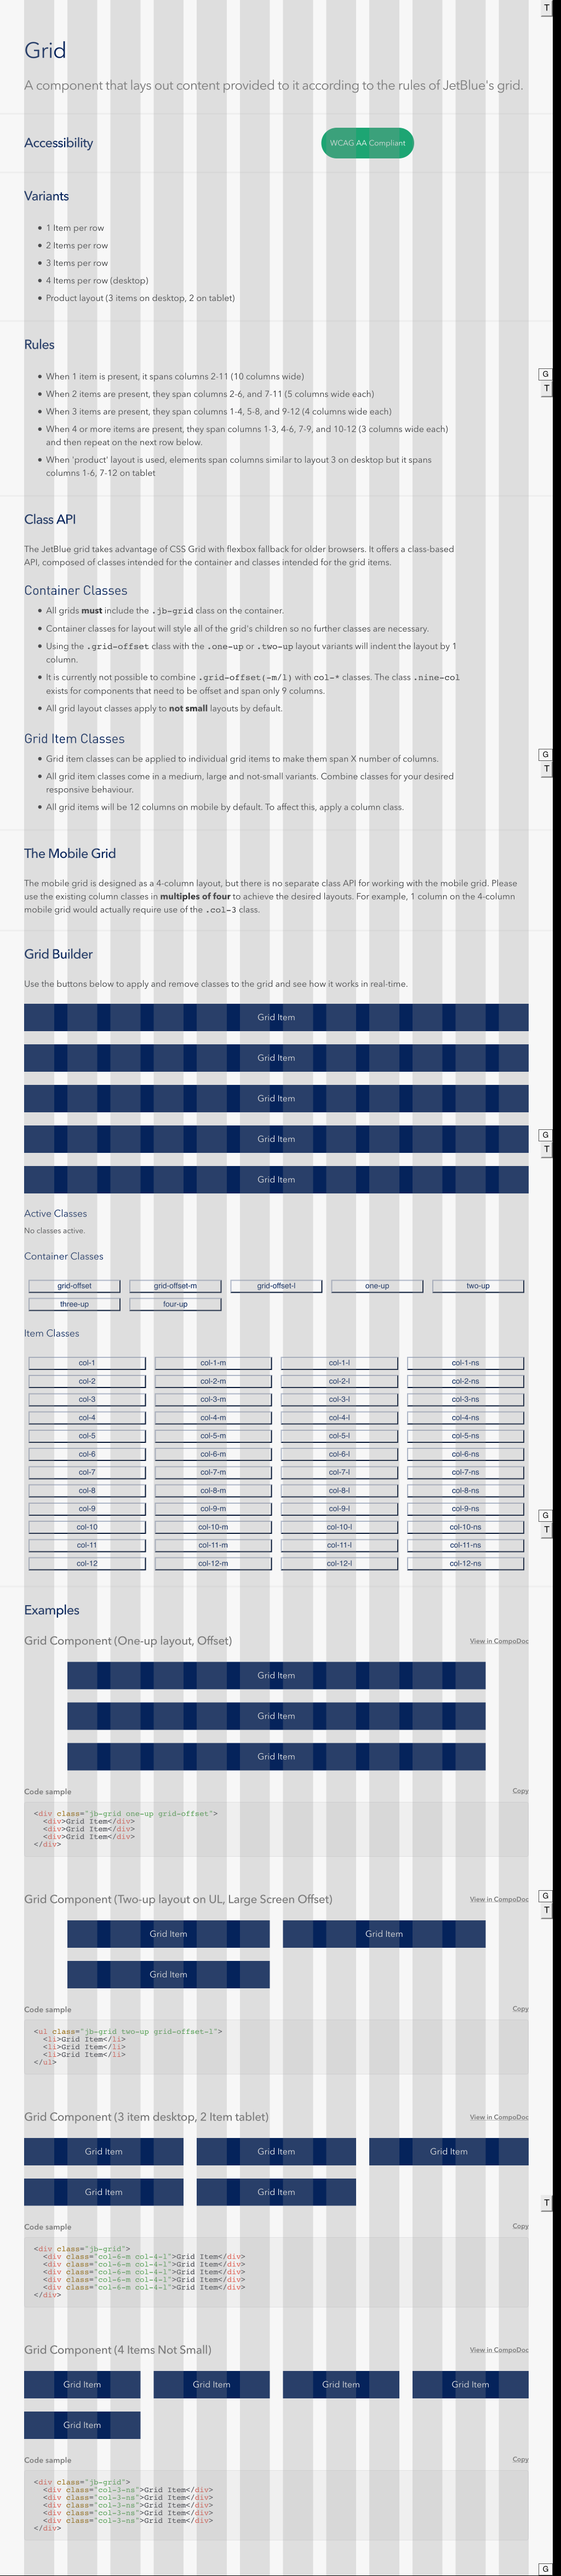 T
Grid
A component that lays out content provided to it according to the rules of JetBlue's grid.
Accessibility
WCAG AA Compliant
Variants
1 Item per row
2 Items per row
3 Items per row
4 Items per row (desktop)
Product layout (3 items on desktop, 2 on tablet)
Rules
When 1 item is present, it spans columns 2-11 (10 columns wide)
G
When 2 items are present, they span columns 2-6, and 7-11 (5 columns wide each)
T
When 3 items are present, they span columns 1-4, 5-8, and 9-12 (4 columns wide each)
When 4 or more items are present, they span columns 1-3, 4-6, 7-9, and 10-12 (3 columns wide each)
and then repeat on the next row below.
When 'product' layout is used, elements span columns similar to layout 3 on desktop but it spans
columns 1-6, 7-12 on tablet
Class API
The JetBlue grid takes advantage of CSS Grid with flexbox fallback for older browsers. It offers a class-based
API, composed of classes intended for the container and classes intended for the grid items.
Container Classes
All grids must include the .jb-grid class on the container.
Container classes for layout will style all of the grid's children so no further classes are necessary.
Using the .grid-offset class with the .one-up or .two-up layout variants will indent the layout by 1
column.
It is currently not possible to combine .grid-offset(-m/l) with col-* classes. The class .nine-col
exists for components that need to be offset and span only 9 columns.
All grid layout classes apply to not small layouts by default.
Grid Item Classes
G
Grid item classes can be applied to individual grid items to make them span X number of columns.
T
All grid item classes come in a medium, large and not-small variants. Combine classes for your desired
responsive behaviour.
All grid items will be 12 columns on mobile by default. To affect this, apply a column class.
The Mobile Grid
The mobile grid is designed as a 4-column layout, but there is no separate class API for working with the mobile grid. Please
use the existing column classes in multiples of four to achieve the desired layouts. For example, 1 column on the 4-column
mobile grid would actually require use of the .col-3 class.
Grid Builder
Use the buttons below to apply and remove classes to the grid and see how it works in real-time.
Grid Item
Grid Item
Grid Item
Grid Item
G
T
Grid Item
Active Classes
No classes active.
Container Classes
grid-offset grid-offset-m grid-offset-l one-up two-up
three-up four-up
Item Classes
col-1 col-1-m col-1-l col-1-ns
col-2 col-2-m col-2-l col-2-ns
col-3 col-3-m col-3-l col-3-ns
col-4 col-4-m col-4-l col-4-ns
col-5 col-5-m col-5-l col-5-ns
col-6 col-6-m col-6-l col-6-ns
col-7 col-7-m col-7-l col-7-ns
col-8 col-8-m col-8-l col-8-ns
col-9 col-9-m col-9-l col-9-ns
G
col-10 col-10-m col-10-l col-10-ns
T
col-11 col-11-m col-11-l col-11-ns
col-12 col-12-m col-12-l col-12-ns
Examples
Grid Component (One-up layout, Offset) View in CompoDoc
Grid Item
Grid Item
Grid Item
Code sample Copy
<div class="jb-grid one-up grid-offset">
<div>Grid Item</div>
<div>Grid Item</div>
<div>Grid Item</div>
</div>
G
Grid Component (Two-up layout on UL, Large Screen Offset) View in CompoDoc
T
Grid Item Grid Item
Grid Item
Code sample Copy
<ul class="jb-grid two-up grid-offset-l">
<li>Grid Item</li>
<li>Grid Item</li>
<li>Grid Item</li>
</ul>
Grid Component (3 item desktop, 2 Item tablet) View in CompoDoc
Grid Item Grid Item Grid Item
Grid Item Grid Item
T
Code sample Copy
<div class="jb-grid">
<div class="col-6-m col-4-l">Grid Item</div>
<div class="col-6-m col-4-l">Grid Item</div>
<div class="col-6-m col-4-l">Grid Item</div>
<div class="col-6-m col-4-l">Grid Item</div>
<div class="col-6-m col-4-l">Grid Item</div>
</div>
Grid Component (4 Items Not Small) View in CompoDoc
Grid Item Grid Item Grid Item Grid Item
Grid Item
Code sample Copy
<div class="jb-grid">
<div class="col-3-ns">Grid Item</div>
<div class="col-3-ns">Grid Item</div>
<div class="col-3-ns">Grid Item</div>
<div class="col-3-ns">Grid Item</div>
<div class="col-3-ns">Grid Item</div>
</div>
G